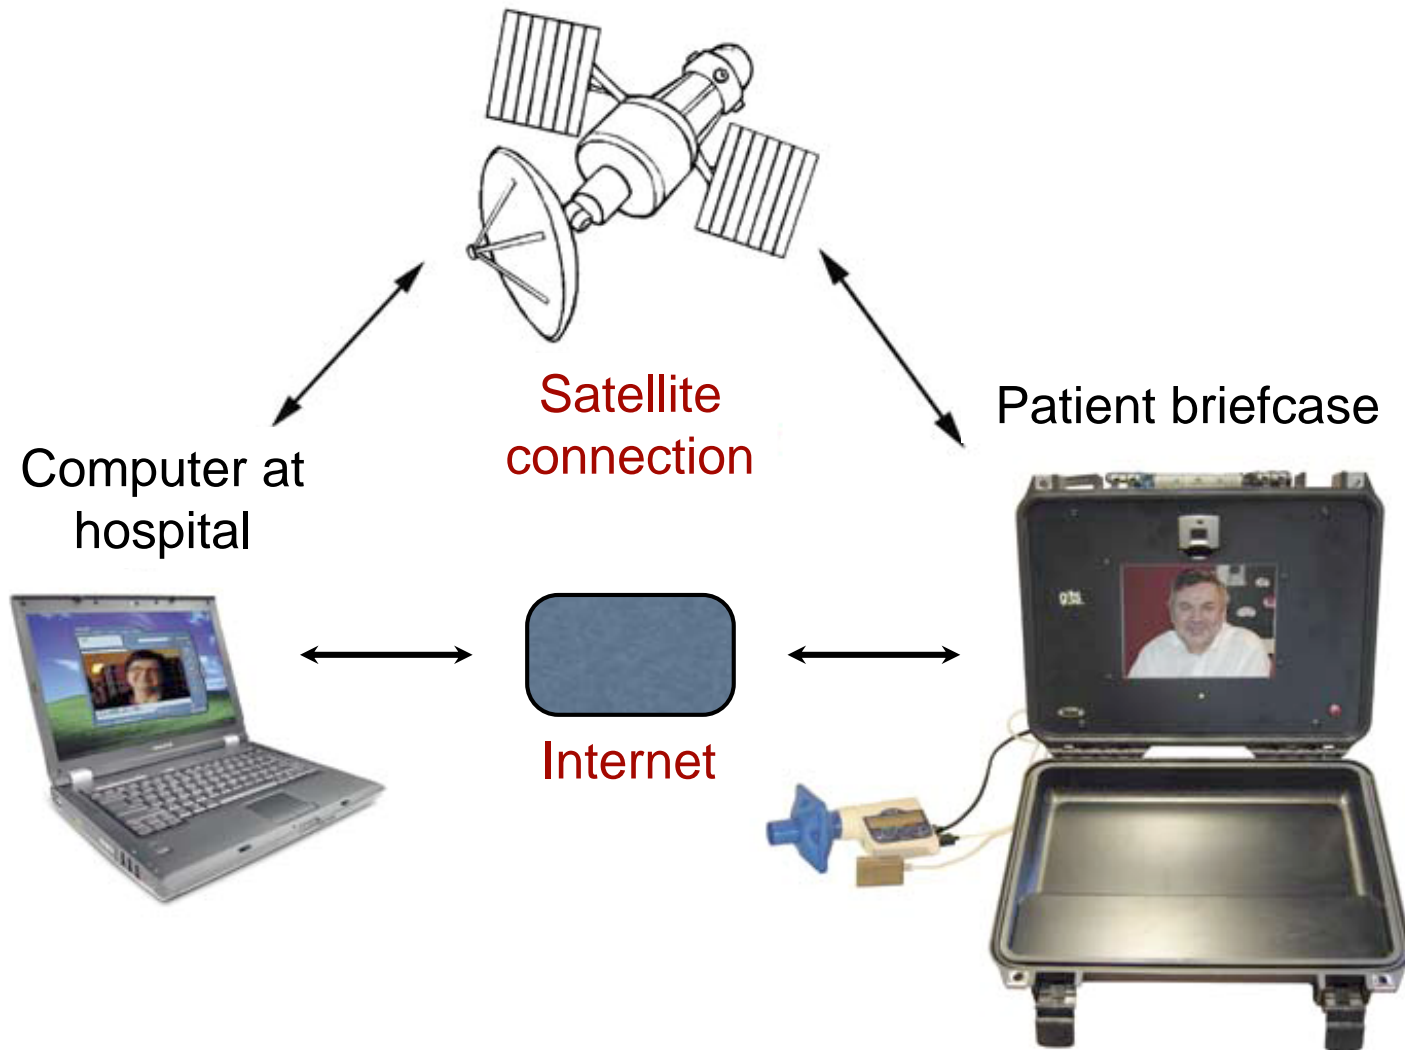 Satellite
connection
Patient briefcase
Computer at
hospital
Internet